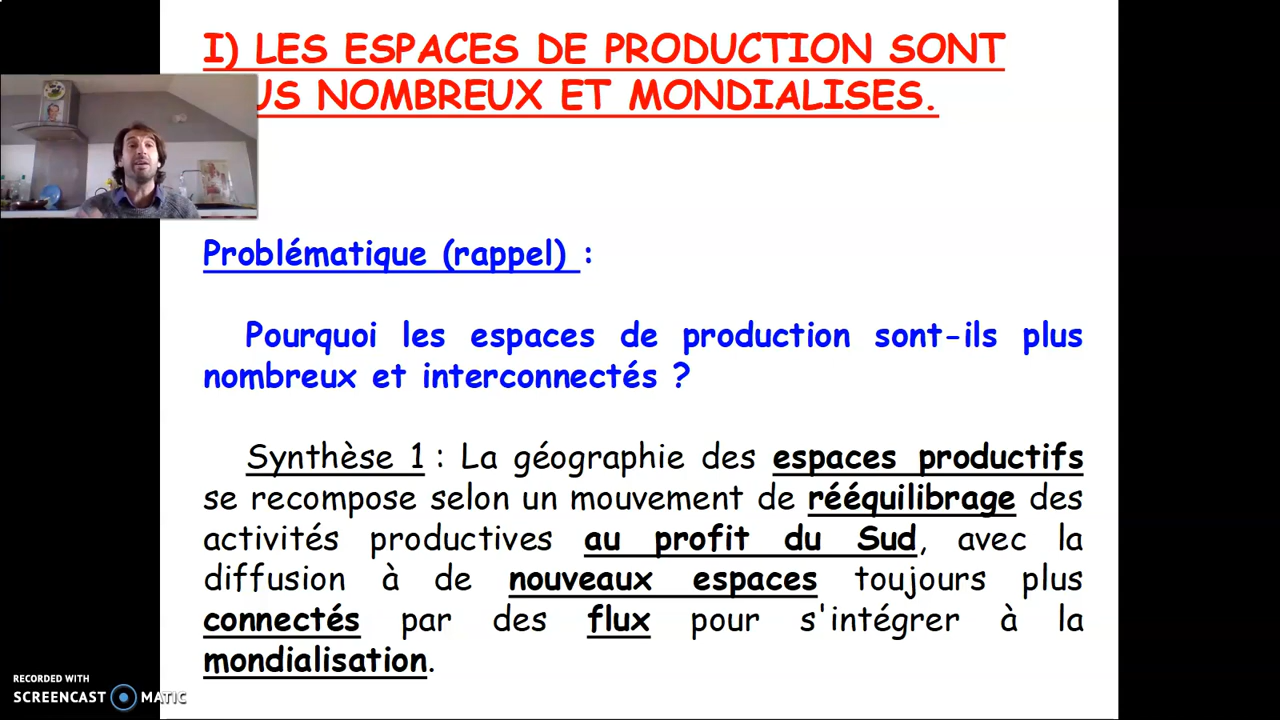 I) LES ESPACES DE PRODUCTION SONT
US NOMBREUX ET MONDIALISES.
Problématique (rappel) :
Pourquoi les espaces de production sont-ils plus
nombreux et interconnectés ?
Synthèse 1 : La géographie des espaces productifs
se recompose selon un mouvement de rééquilibrage des
activités productives au profit du Sud, avec la
diffusion à de nouveaux espaces toujours plus
connectés par des flux pour s'intégrer à la
mondialisation.
RECORDED WITH
SCREENCAST MATIC